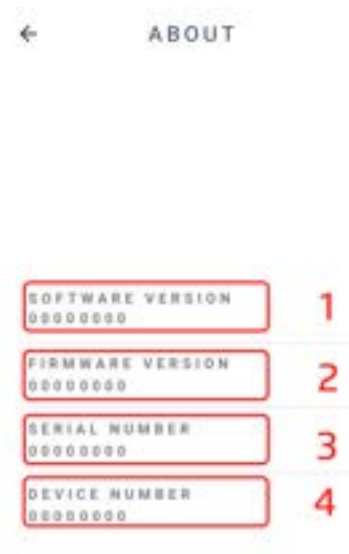 ABOUT
SOFTWARE VERSION
00000000
1
FIRMWARE VERSION
00000000
2
SERIAL NUMBER
00000000
3
DEVICE NUMBER
00000000
4